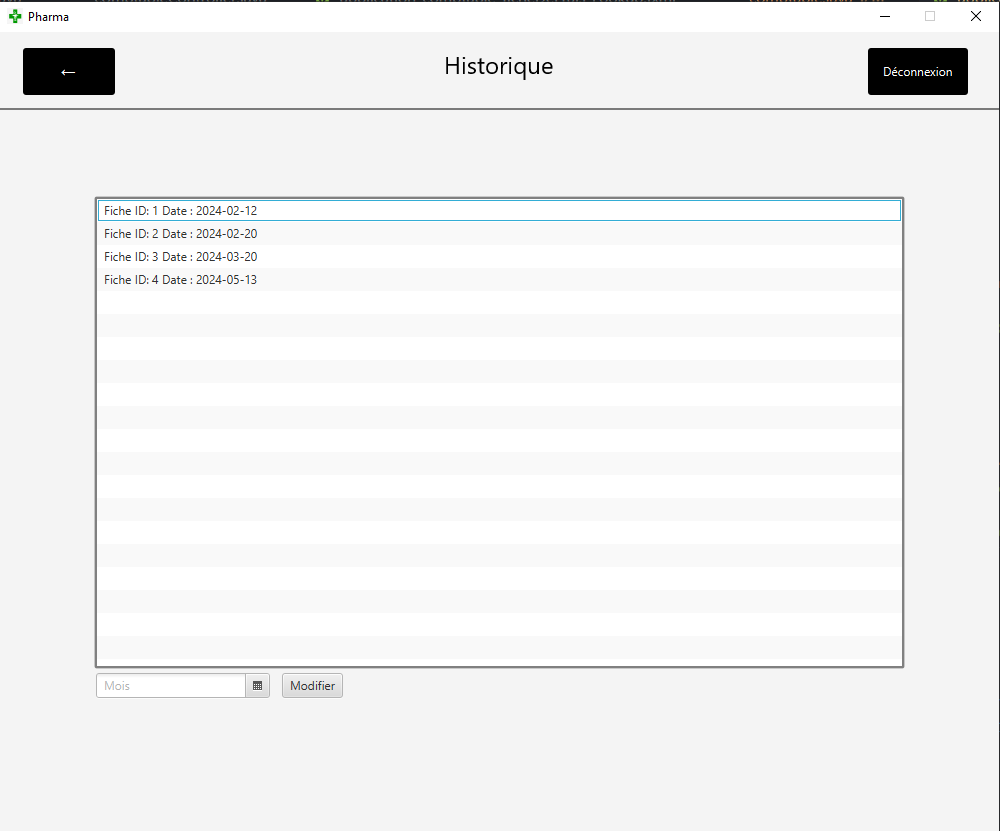 Pharma
←
Historique
Déconnexion
Fiche ID: 1 Date : 2024-02-12
Fiche ID: 2 Date : 2024-02-20
Fiche ID: 3 Date : 2024-03-20
Fiche ID: 4 Date : 2024-05-13
Mois
Modifier